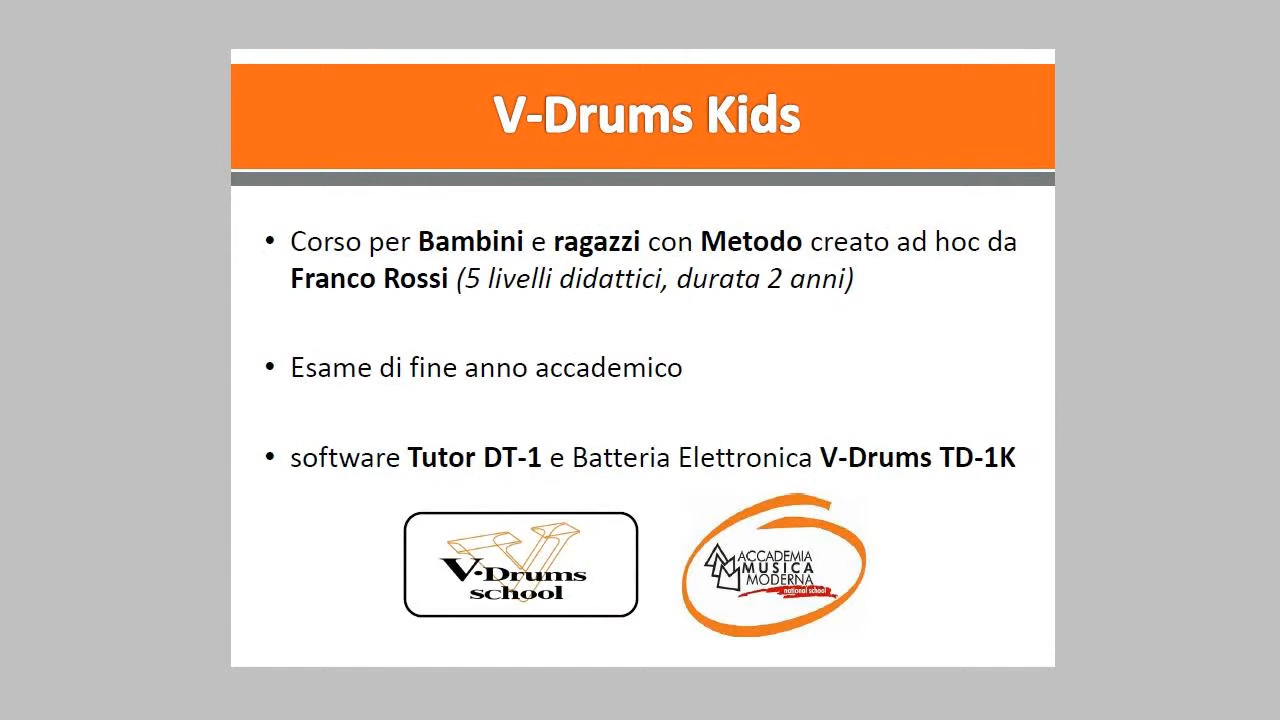 V-Drums Kids
• Corso per Bambini e ragazzi con Metodo creato ad hoc da
Franco Rossi (5 livelli didattici, durata 2 anni)
• Esame di fine anno accademico
• software Tutor DT-1 e Batteria Elettronica V-Drums TD-1K
V-Drums
school
ACCADEMIA
MUSICA
MODERNA
national school